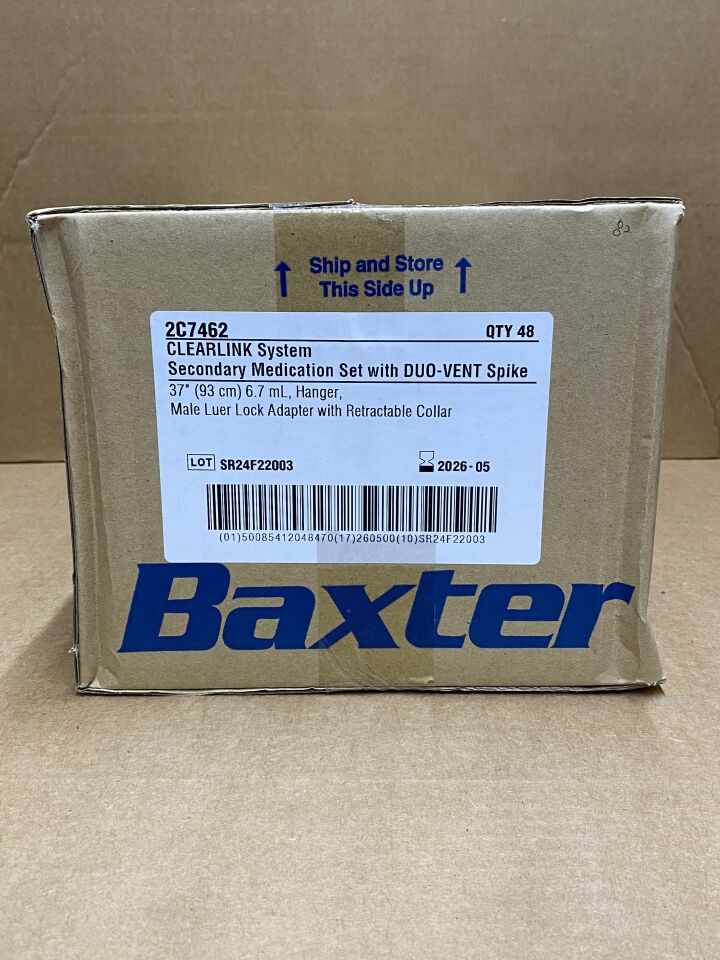 82
Ship and Store
This Side Up
2C7462 QTY 48
CLEARLINK System
Secondary Medication Set with DUO-VENT Spike
37" (93 cm) 6.7 mL, Hanger,
Male Luer Lock Adapter with Retractable Collar
LOT SR24F22003 2026-05
(01)50085412048470(17)260500(10)SR24F22003
Baxter